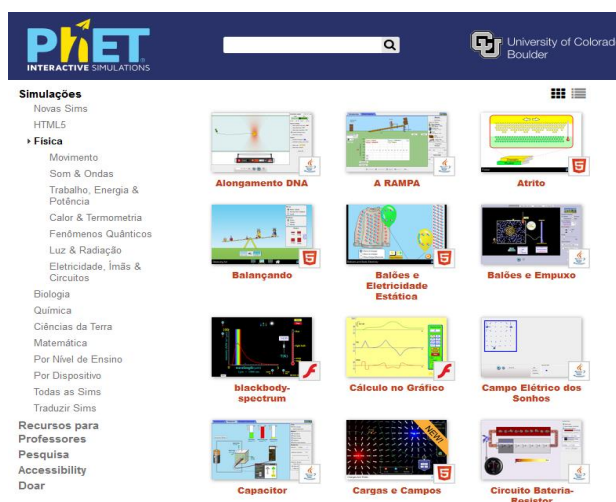 PhET
INTERACTIVE SIMULATIONS
University of Colorad
Boulder
Simulações
Novas Sims
HTML5
Física
Movimento
Som & Ondas
Trabalho, Energia &
Potência
Calor & Termometria
Fenômenos Quânticos
Luz & Radiação
Eletricidade, Ímãs &
Circuitos
Biologia
Química
Ciências da Terra
Matemática
Por Nível de Ensino
Por Dispositivo
Todas as Sims
Traduzir Sims
Recursos para
Professores
Pesquisa
Accessibility
Doar
Alongamento DNA
A RAMPA
Atrito
Balançando
Balões e
Eletricidade
Estática
Balões e Empuxo
blackbody-
spectrum
Cálculo no Gráfico
Campo Elétrico dos
Sonhos
NEW!
Capacitor
Cargas e Campos
Circuito Bateria-
Resistor